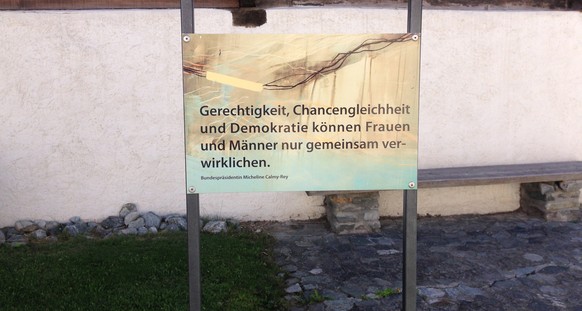 Gerechtigkeit, Chancengleichheit
und Demokratie können Frauen
und Männer nur gemeinsam ver-
wirklichen.
Bundespräsidentin Micheline Calmy-Rey